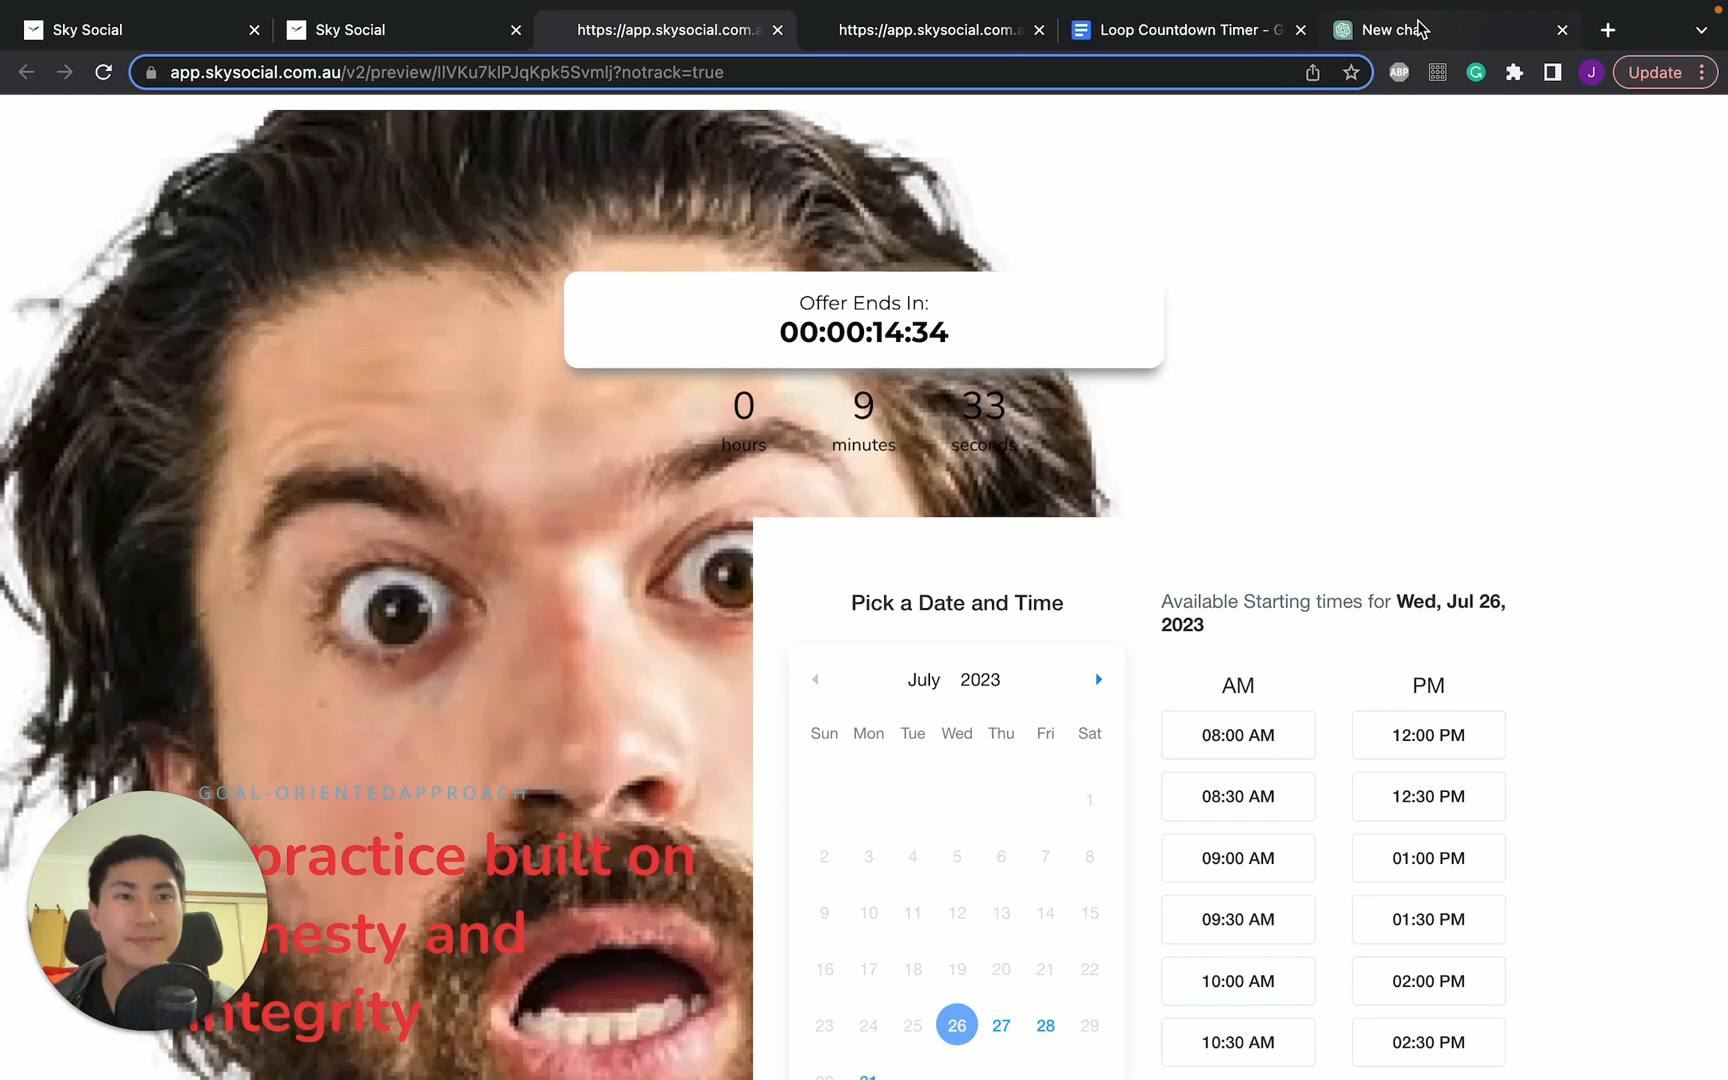 Sky Social
Sky Social
https://app.skysocial.com.a
https://app.skysocial.com.a
Loop Countdown Timer - G
New chat
app.skysocial.com.au/v2/preview/IlVKu7klPJqKpk5Svmlj?notrack=true
ABP
J
Update
Offer Ends In:
00:00:14:34
0 9 33
hours minutes seconds
Pick a Date and Time
July 2023
Sun Mon Tue Wed Thu Fri Sat
1
2 3 4 5 6 7 8
9 10 11 12 13 14 15
16 17 18 19 20 21 22
23 24 25 26 27 28 29
31
Available Starting times for Wed, Jul 26,
2023
AM PM
08:00 AM 12:00 PM
08:30 AM 12:30 PM
09:00 AM 01:00 PM
09:30 AM 01:30 PM
10:00 AM 02:00 PM
10:30 AM 02:30 PM
GOAL-ORIENTEDAPPROACH
practice built on
nesty and
integrity